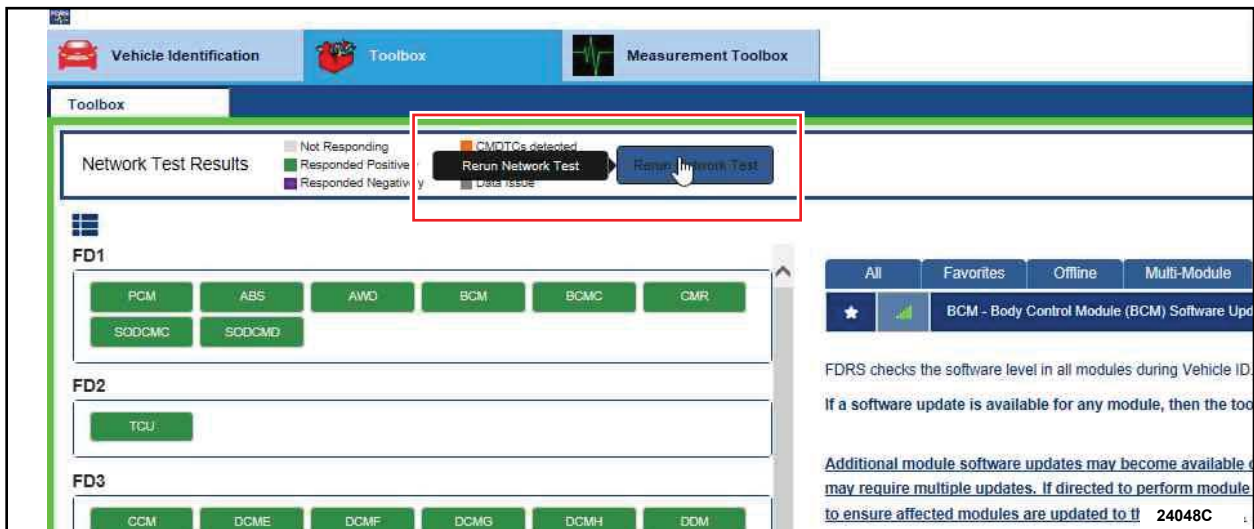 Vehicle Identification
Toolbox
Measurement Toolbox
Toolbox
Network Test Results
Not Responding
Responded Positive
Responded Negativ y
CMDTCs detected
Data Issue
Rerun Network Test
Rerun Network Test
FD1
PCM ABS AWD BCM BCMC CMR
SODCMC SODCMD
FD2
TCU
FD3
CCM DCME DCMF DCMG DCMH DDM
All Favorites Offline Multi-Module
BCM - Body Control Module (BCM) Software Upd
FDRS checks the software level in all modules during Vehicle ID.
If a software update is available for any module, then the too
Additional module software updates may become available
may require multiple updates. If directed to perform module
to ensure affected modules are updated to th
24048C